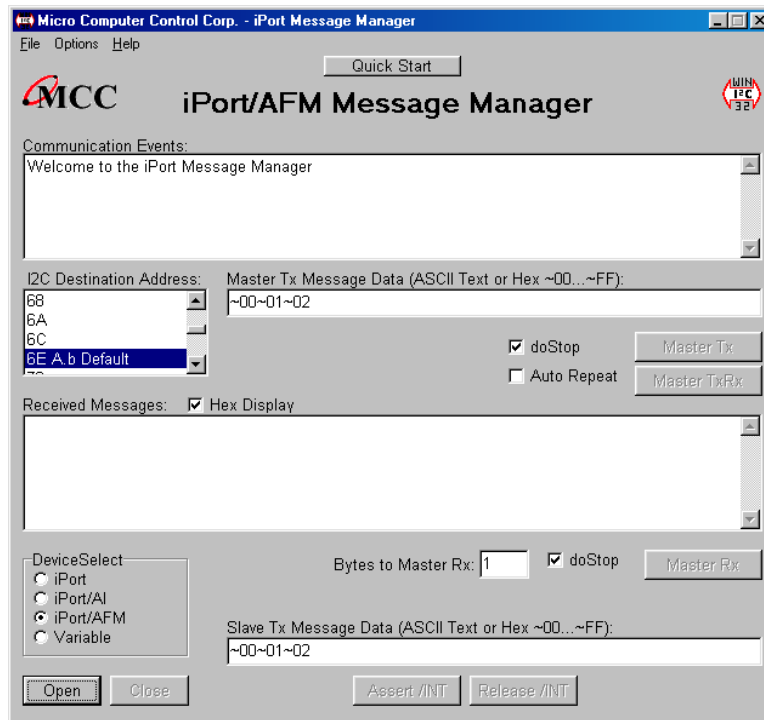 Micro Computer Control Corp. - iPort Message Manager
File Options Help
Quick Start
MCC
iPort/AFM Message Manager
WIN
I²C
32
Communication Events:
Welcome to the iPort Message Manager
I2C Destination Address:
68
6A
6C
6E A.b Default
Master Tx Message Data (ASCII Text or Hex ~00...~FF):
~00~01~02
doStop
Master Tx
Auto Repeat
Master TxRx
Received Messages:
Hex Display
DeviceSelect
iPort
iPort/AI
iPort/AFM
Variable
Bytes to Master Rx: 1
doStop
Master Rx
Slave Tx Message Data (ASCII Text or Hex ~00...~FF):
~00~01~02
Open
Close
Assert /INT
Release /INT